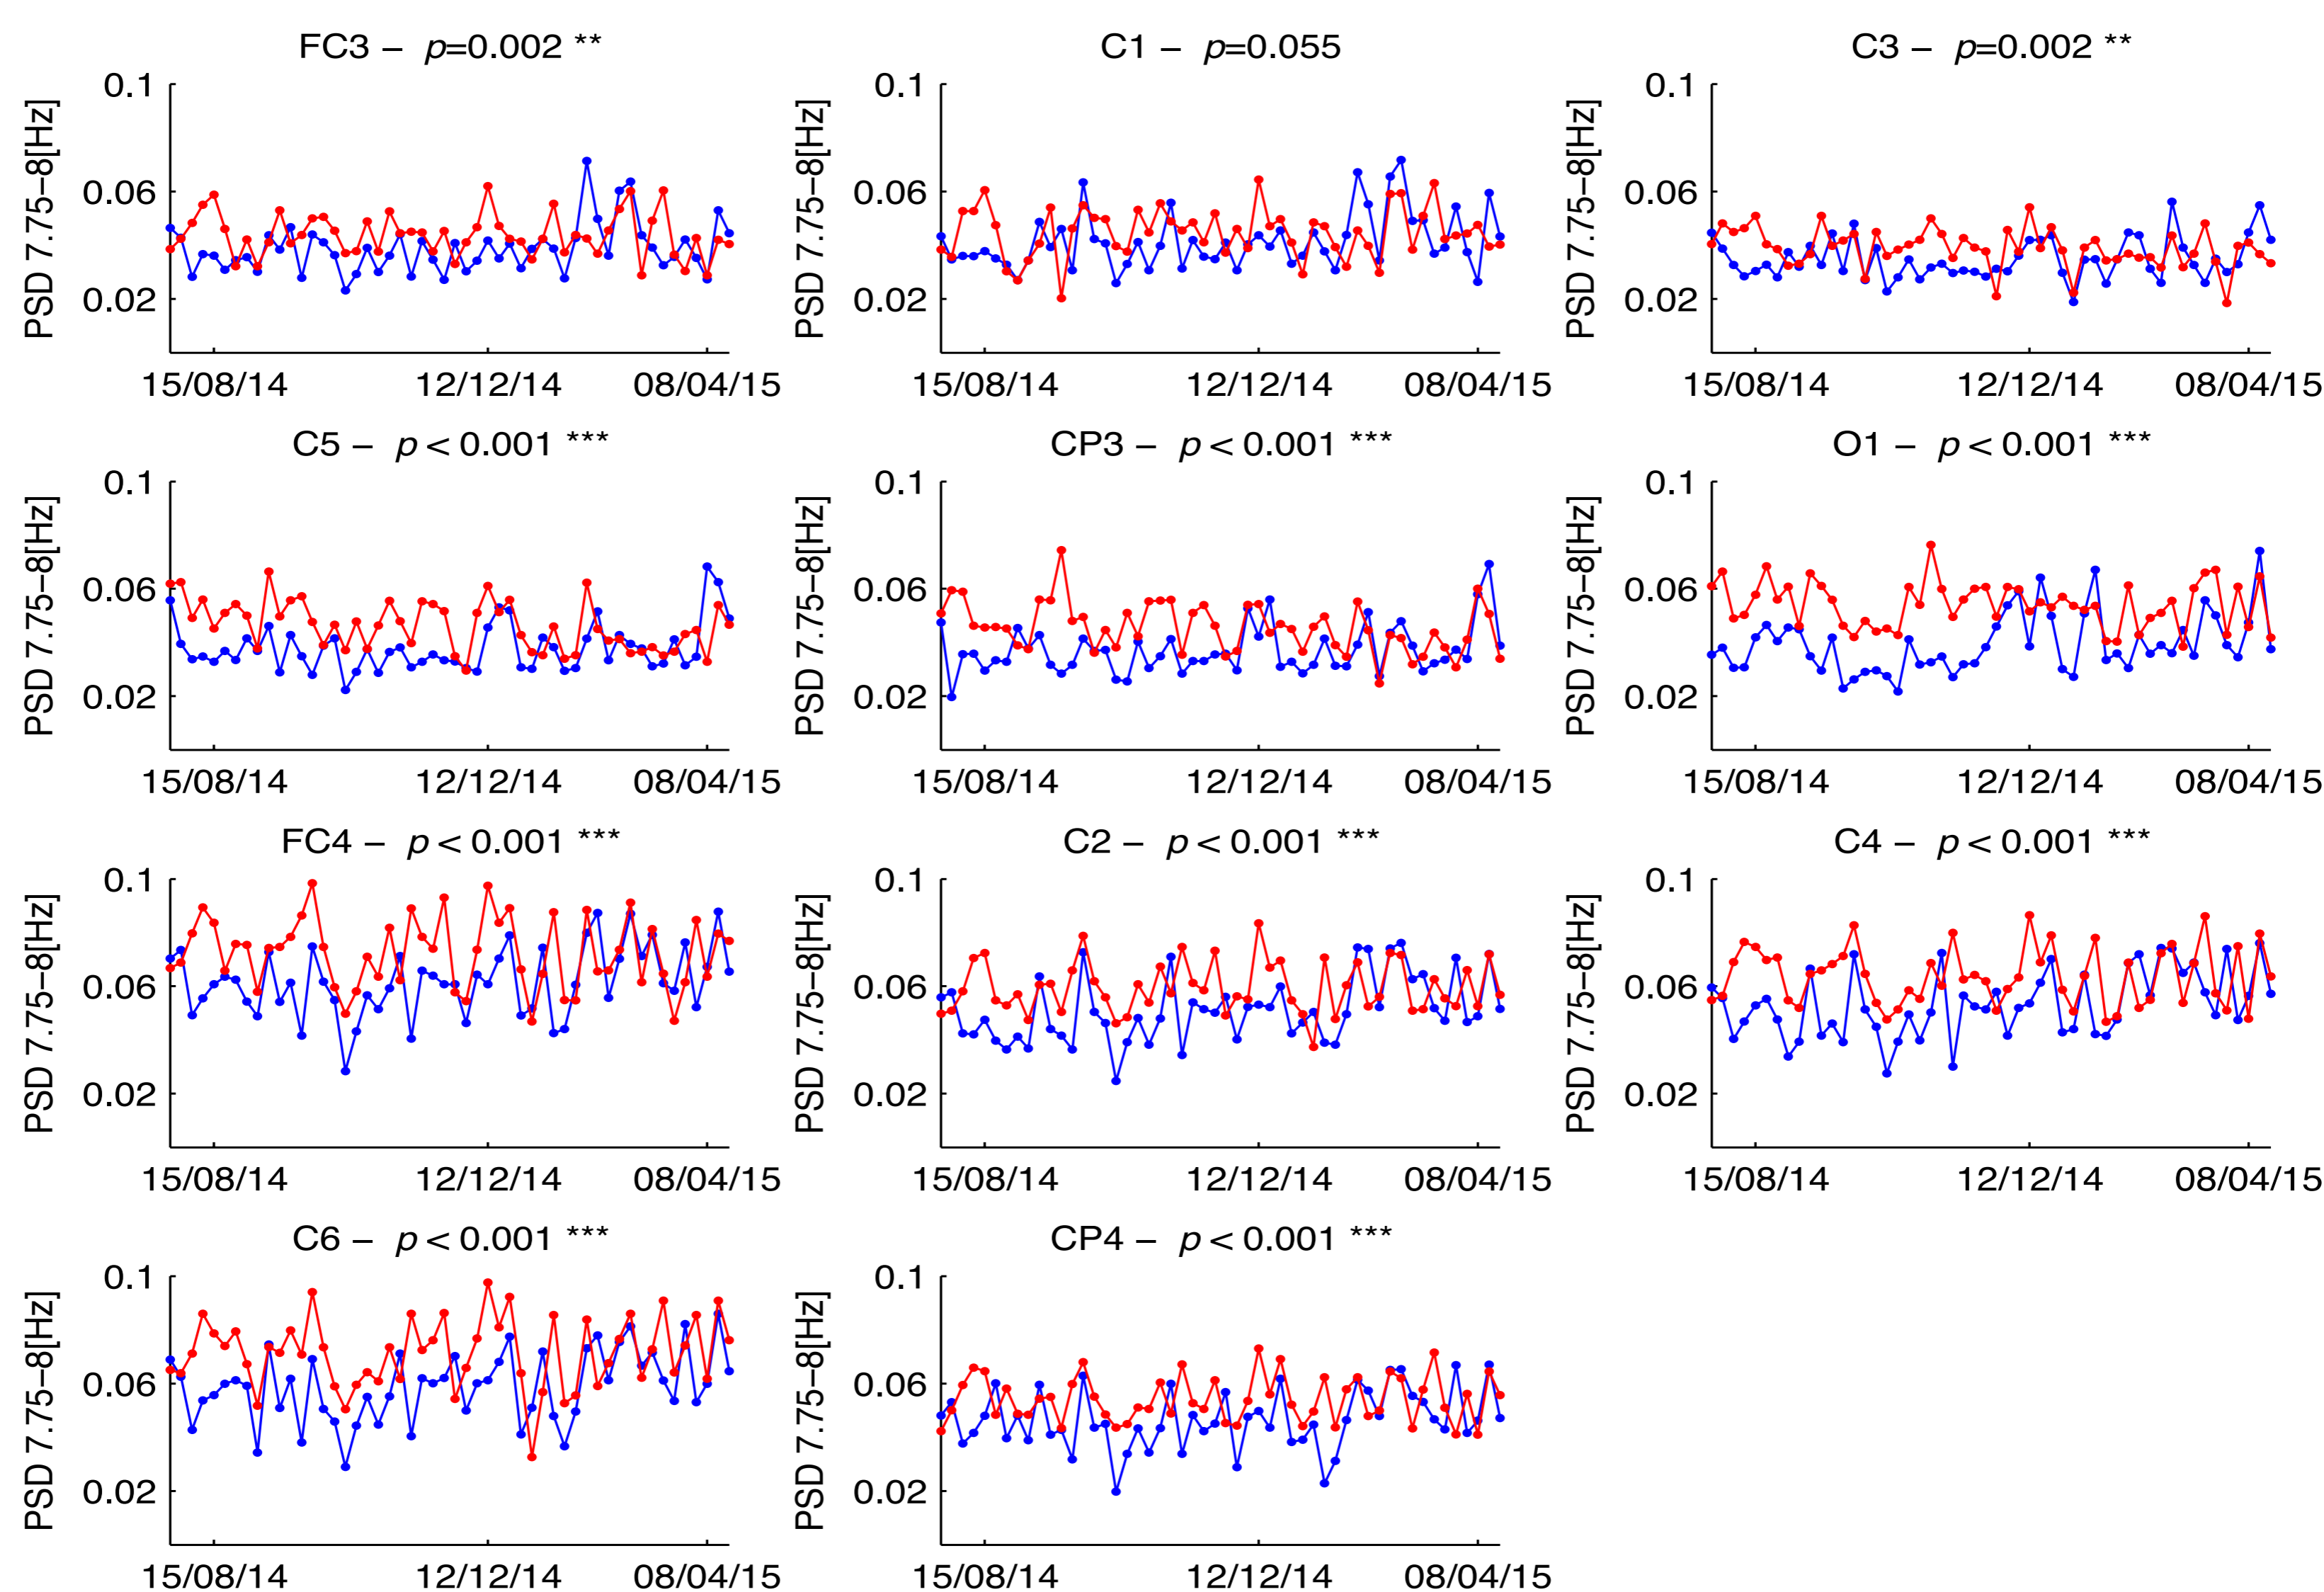 FC3 – p=0.002 **
C1 – p=0.055
C3 – p=0.002 **
PSD 7.75–8[Hz]
0.1
0.06
0.02
15/08/14 12/12/14 08/04/15
PSD 7.75–8[Hz]
0.1
0.06
0.02
15/08/14 12/12/14 08/04/15
PSD 7.75–8[Hz]
0.1
0.06
0.02
15/08/14 12/12/14 08/04/15
C5 – p < 0.001 ***
CP3 – p < 0.001 ***
O1 – p < 0.001 ***
PSD 7.75–8[Hz]
0.1
0.06
0.02
15/08/14 12/12/14 08/04/15
PSD 7.75–8[Hz]
0.1
0.06
0.02
15/08/14 12/12/14 08/04/15
PSD 7.75–8[Hz]
0.1
0.06
0.02
15/08/14 12/12/14 08/04/15
FC4 – p < 0.001 ***
C2 – p < 0.001 ***
C4 – p < 0.001 ***
PSD 7.75–8[Hz]
0.1
0.06
0.02
15/08/14 12/12/14 08/04/15
PSD 7.75–8[Hz]
0.1
0.06
0.02
15/08/14 12/12/14 08/04/15
PSD 7.75–8[Hz]
0.1
0.06
0.02
15/08/14 12/12/14 08/04/15
C6 – p < 0.001 ***
CP4 – p < 0.001 ***
PSD 7.75–8[Hz]
0.1
0.06
0.02
15/08/14 12/12/14 08/04/15
PSD 7.75–8[Hz]
0.1
0.06
0.02
15/08/14 12/12/14 08/04/15